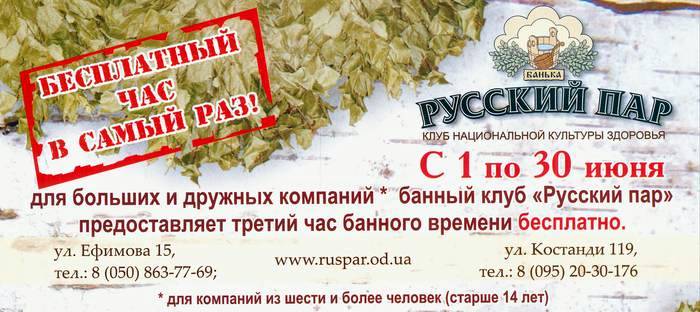 БЕСПЛАТНЫЙ
ЧАС
В САМЫЙ РАЗ!
БАНЬКА
РУССКИЙ ПАР
КЛУБ НАЦИОНАЛЬНОЙ КУЛЬТУРЫ ЗДОРОВЬЯ
С 1 по 30 июня
для больших и дружных компаний * банный клуб «Русский пар»
предоставляет третий час банного времени бесплатно.
ул. Ефимова 15,
тел.: 8 (050) 863-77-69;
www.ruspar.od.ua
ул. Костанди 119,
тел.: 8 (095) 20-30-176
* для компаний из шести и более человек (старше 14 лет)